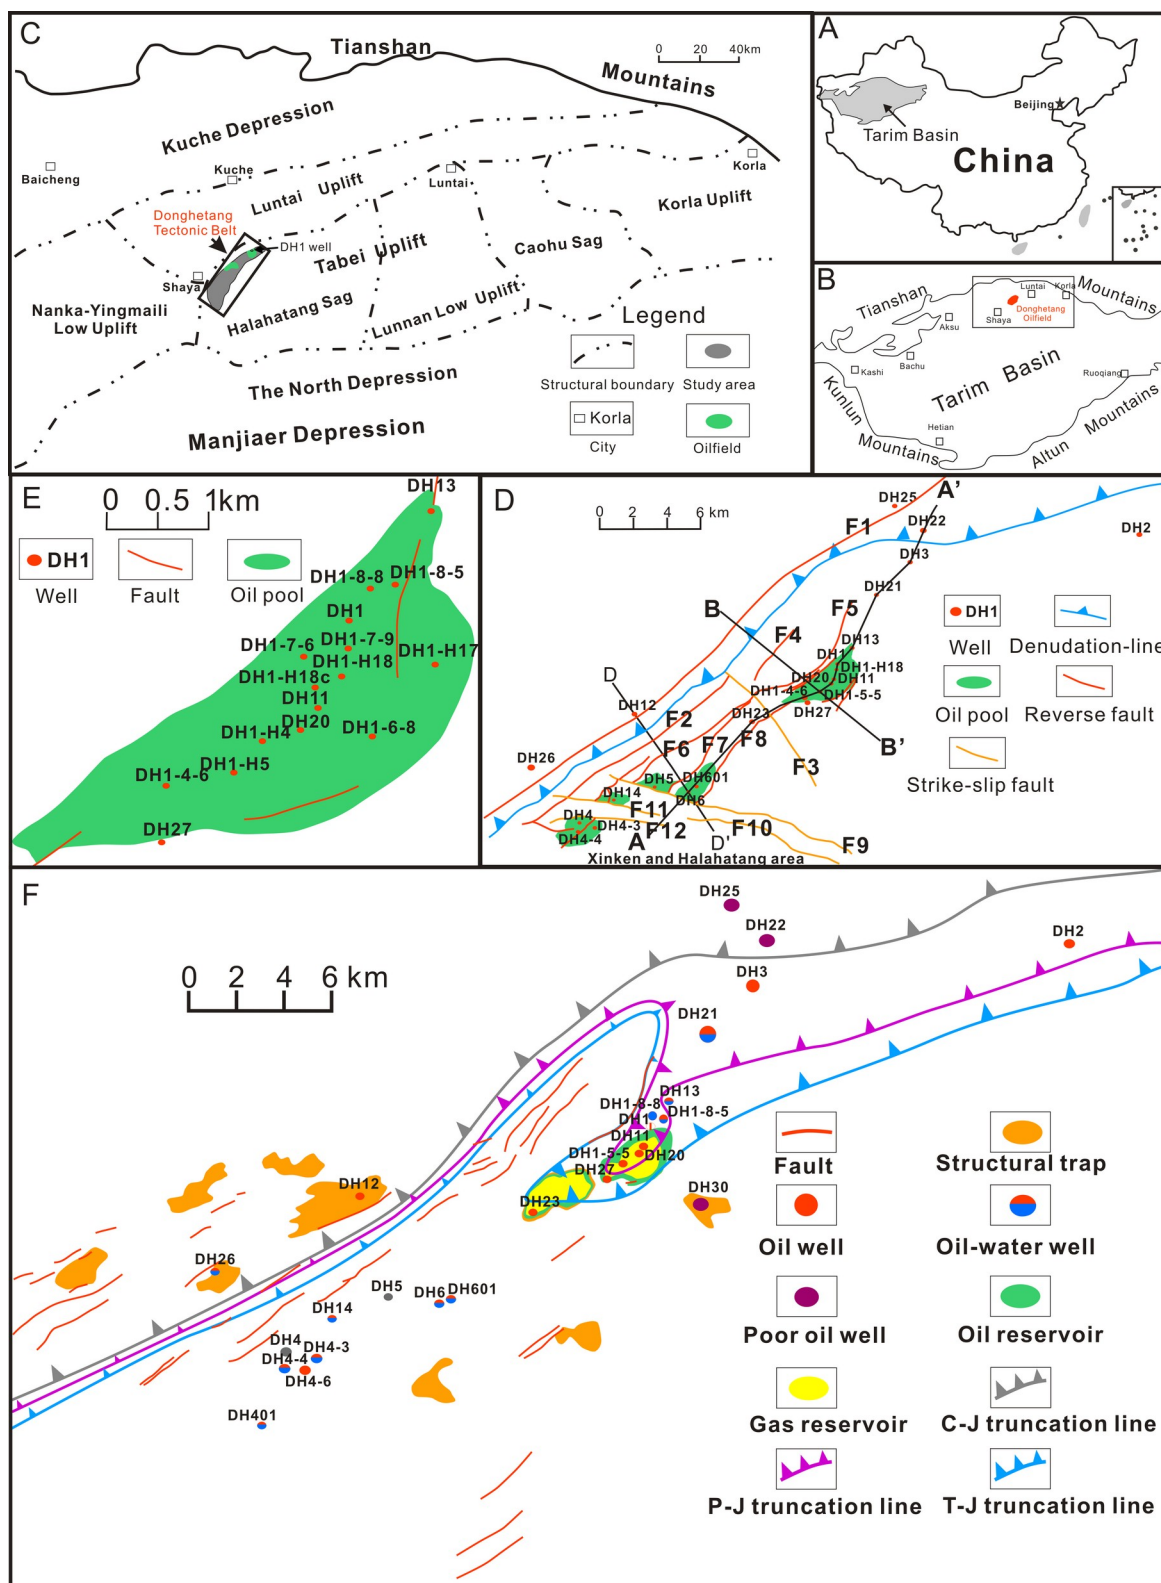 C
Tianshan
Mountains
0 20 40km
Kuche Depression
Baicheng
Kuche
Luntai
Korla
Luntai Uplift
Korla Uplift
Donghetang
Tectonic Belt
DH1 well
Tabei Uplift
Caohu Sag
Shaya
Nanka-Yingmaili
Low Uplift
Halahatang Sag
Lunnan Low Uplift
The North Depression
Manjiaer Depression
Legend
Structural boundary
Study area
Korla
City
Oilfield
A
Beijing
Tarim Basin
China
B
Tianshan
Mountains
Luntai
Korla
Shaya
Donghetang
Oilfield
Aksu
Bachu
Kashi
Tarim Basin
Ruoqiang
Kunlun
Mountains
Hetian
Altun
Mountains
E
0 0.5 1km
DH1
Well
Fault
Oil pool
DH13
DH1-8-8
DH1-8-5
DH1
DH1-7-6
DH1-7-9
DH1-H17
DH1-H18
DH1-H18c
DH11
DH20
DH1-H4
DH1-6-8
DH1-H5
DH1-4-6
DH27
D
0 2 4 6 km
DH25
A'
F1
DH22
DH2
DH3
DH21
B
F5
F4
DH13
DH1
DH1-H18
D
DH20
DH11
DH1-4-6
DH1-5-5
DH12
DH27
F2
DH23
F8
F7
B'
F6
F3
DH26
DH5
DH601
DH14
DH6
F11
DH4
DH4-3
DH4-4
A
F12
D'
F10
F9
Xinken and Halahatang area
DH1
Well
Denudation-line
Oil pool
Reverse fault
Strike-slip fault
F
0 2 4 6 km
DH25
DH22
DH2
DH3
DH21
DH13
DH1-8-8
DH1
DH1-8-5
DH11
DH1-5-5
DH20
DH27
DH23
DH30
DH12
DH26
DH5
DH6
DH601
DH14
DH4
DH4-3
DH4-4
DH4-6
DH401
Fault
Structural trap
Oil well
Oil-water well
Poor oil well
Oil reservoir
Gas reservoir
C-J truncation line
P-J truncation line
T-J truncation line